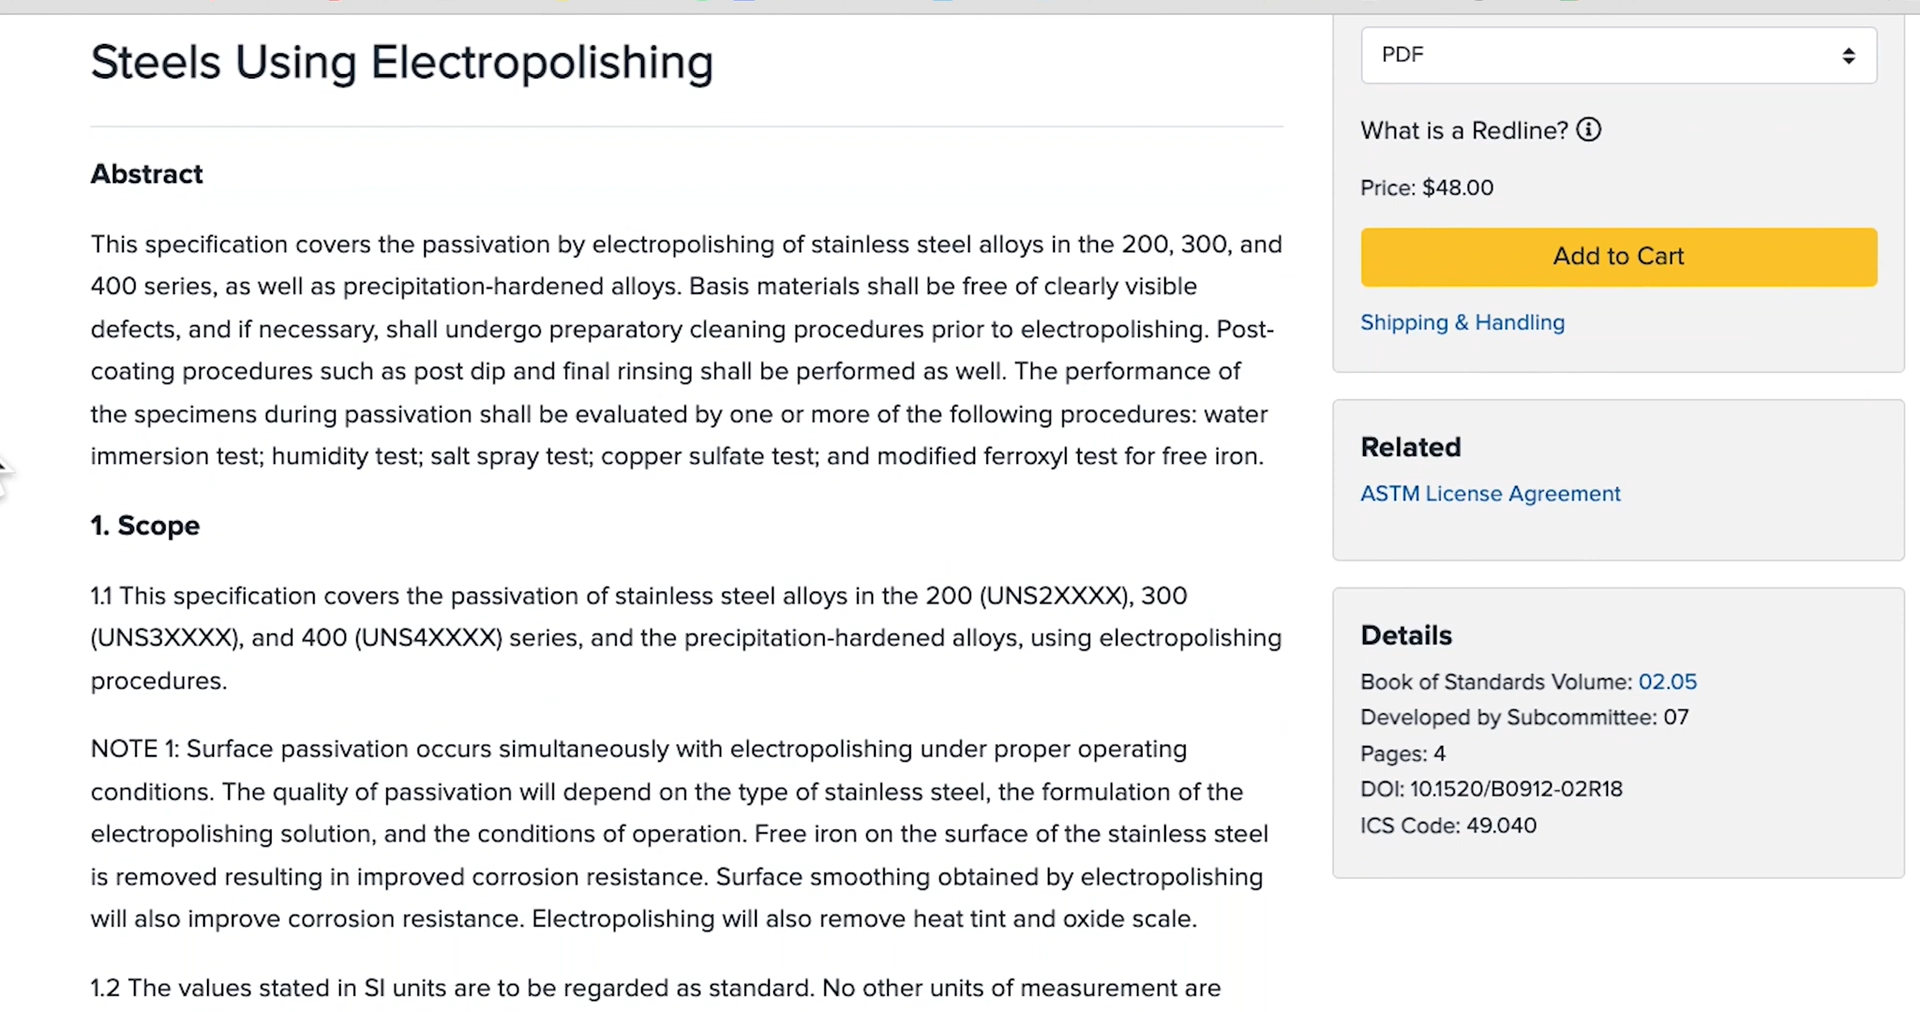 Steels Using Electropolishing
Abstract
This specification covers the passivation by electropolishing of stainless steel alloys in the 200, 300, and
400 series, as well as precipitation-hardened alloys. Basis materials shall be free of clearly visible
defects, and if necessary, shall undergo preparatory cleaning procedures prior to electropolishing. Post-
coating procedures such as post dip and final rinsing shall be performed as well. The performance of
the specimens during passivation shall be evaluated by one or more of the following procedures: water
immersion test; humidity test; salt spray test; copper sulfate test; and modified ferroxyl test for free iron.
1. Scope
1.1 This specification covers the passivation of stainless steel alloys in the 200 (UNS2XXXX), 300
(UNS3XXXX), and 400 (UNS4XXXX) series, and the precipitation-hardened alloys, using electropolishing
procedures.
NOTE 1: Surface passivation occurs simultaneously with electropolishing under proper operating
conditions. The quality of passivation will depend on the type of stainless steel, the formulation of the
electropolishing solution, and the conditions of operation. Free iron on the surface of the stainless steel
is removed resulting in improved corrosion resistance. Surface smoothing obtained by electropolishing
will also improve corrosion resistance. Electropolishing will also remove heat tint and oxide scale.
1.2 The values stated in SI units are to be regarded as standard. No other units of measurement are
PDF
What is a Redline?
Price: $48.00
Add to Cart
Shipping & Handling
Related
ASTM License Agreement
Details
Book of Standards Volume: 02.05
Developed by Subcommittee: 07
Pages: 4
DOI: 10.1520/B0912-02R18
ICS Code: 49.040